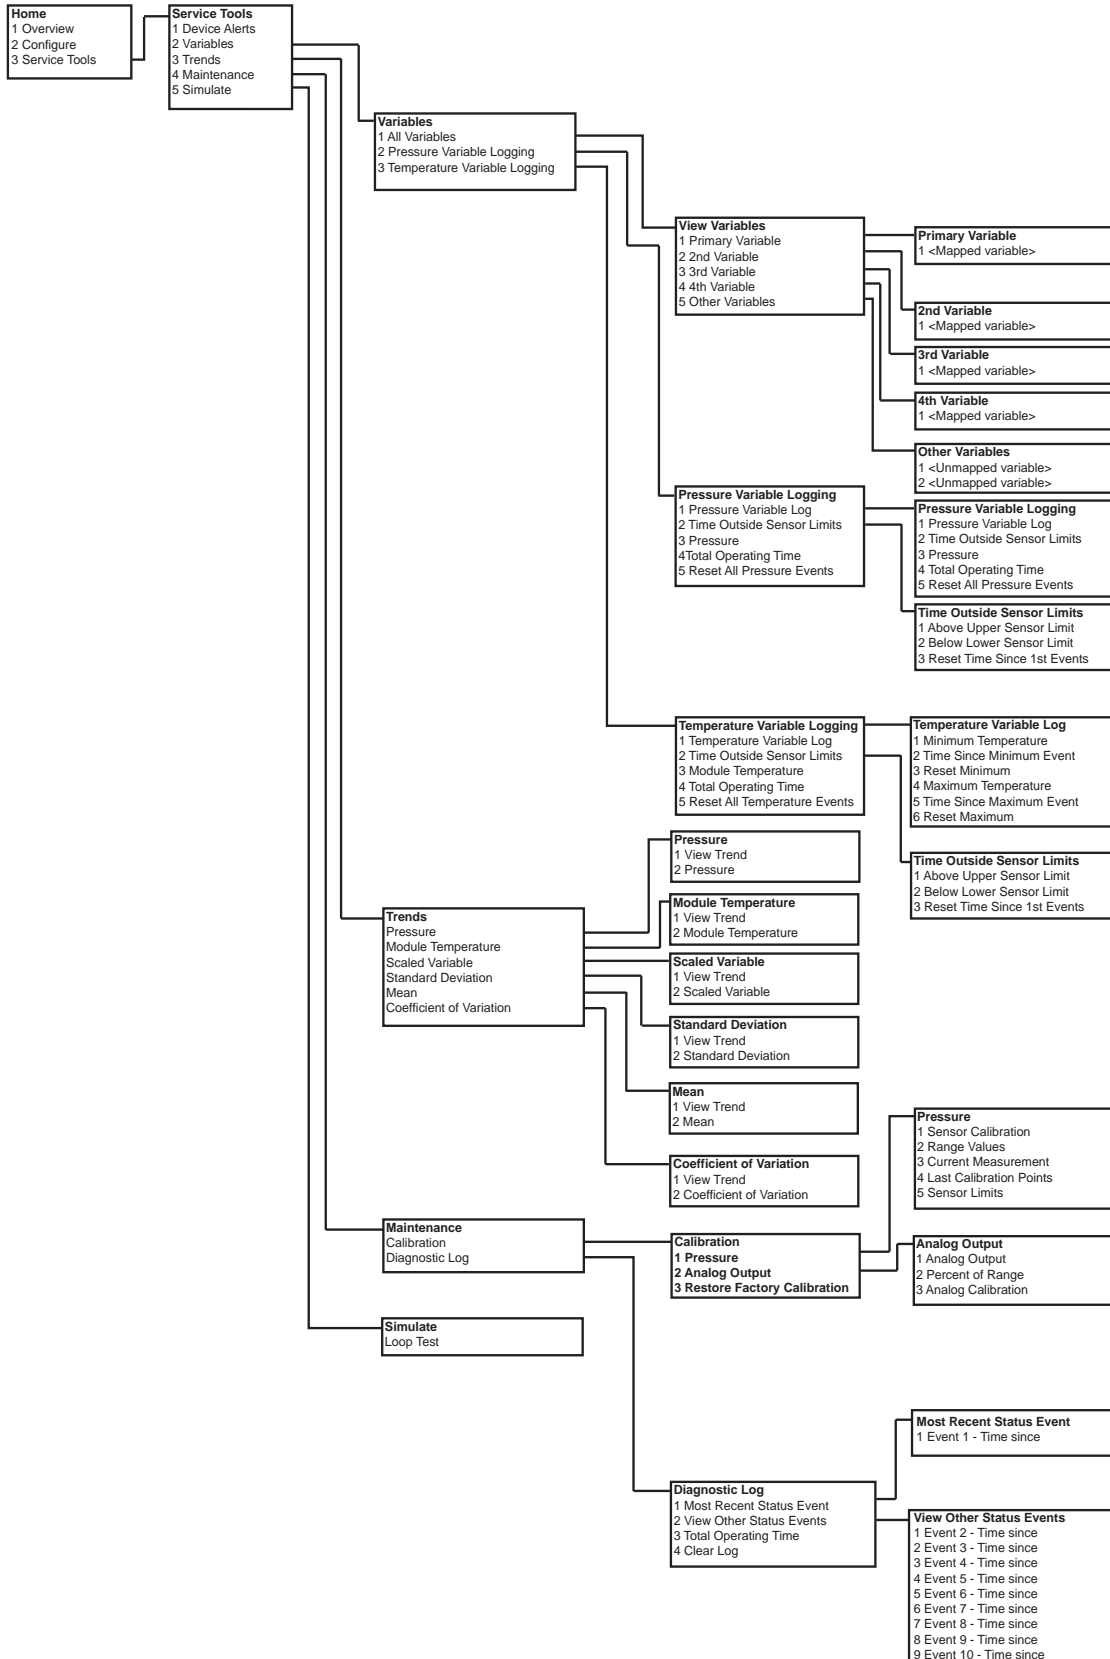 Home
1 Overview
2 Configure
3 Service Tools
Service Tools
1 Device Alerts
2 Variables
3 Trends
4 Maintenance
5 Simulate
Variables
1 All Variables
2 Pressure Variable Logging
3 Temperature Variable Logging
View Variables
1 Primary Variable
2 2nd Variable
3 3rd Variable
4 4th Variable
5 Other Variables
Primary Variable
1 <Mapped variable>
2nd Variable
1 <Mapped variable>
3rd Variable
1 <Mapped variable>
4th Variable
1 <Mapped variable>
Other Variables
1 <Unmapped variable>
2 <Unmapped variable>
Pressure Variable Logging
1 Pressure Variable Log
2 Time Outside Sensor Limits
3 Pressure
4Total Operating Time
5 Reset All Pressure Events
Pressure Variable Logging
1 Pressure Variable Log
2 Time Outside Sensor Limits
3 Pressure
4 Total Operating Time
5 Reset All Pressure Events
Time Outside Sensor Limits
1 Above Upper Sensor Limit
2 Below Lower Sensor Limit
3 Reset Time Since 1st Events
Temperature Variable Logging
1 Temperature Variable Log
2 Time Outside Sensor Limits
3 Module Temperature
4 Total Operating Time
5 Reset All Temperature Events
Temperature Variable Log
1 Minimum Temperature
2 Time Since Minimum Event
3 Reset Minimum
4 Maximum Temperature
5 Time Since Maximum Event
6 Reset Maximum
Time Outside Sensor Limits
1 Above Upper Sensor Limit
2 Below Lower Sensor Limit
3 Reset Time Since 1st Events
Trends
Pressure
Module Temperature
Scaled Variable
Standard Deviation
Mean
Coefficient of Variation
Pressure
1 View Trend
2 Pressure
Module Temperature
1 View Trend
2 Module Temperature
Scaled Variable
1 View Trend
2 Scaled Variable
Standard Deviation
1 View Trend
2 Standard Deviation
Mean
1 View Trend
2 Mean
Coefficient of Variation
1 View Trend
2 Coefficient of Variation
Maintenance
Calibration
Diagnostic Log
Calibration
1 Pressure
2 Analog Output
3 Restore Factory Calibration
Pressure
1 Sensor Calibration
2 Range Values
3 Current Measurement
4 Last Calibration Points
5 Sensor Limits
Analog Output
1 Analog Output
2 Percent of Range
3 Analog Calibration
Simulate
Loop Test
Diagnostic Log
1 Most Recent Status Event
2 View Other Status Events
3 Total Operating Time
4 Clear Log
Most Recent Status Event
1 Event 1 - Time since
View Other Status Events
1 Event 2 - Time since
2 Event 3 - Time since
3 Event 4 - Time since
4 Event 5 - Time since
5 Event 6 - Time since
6 Event 7 - Time since
7 Event 8 - Time since
8 Event 9 - Time since
9 Event 10 - Time since